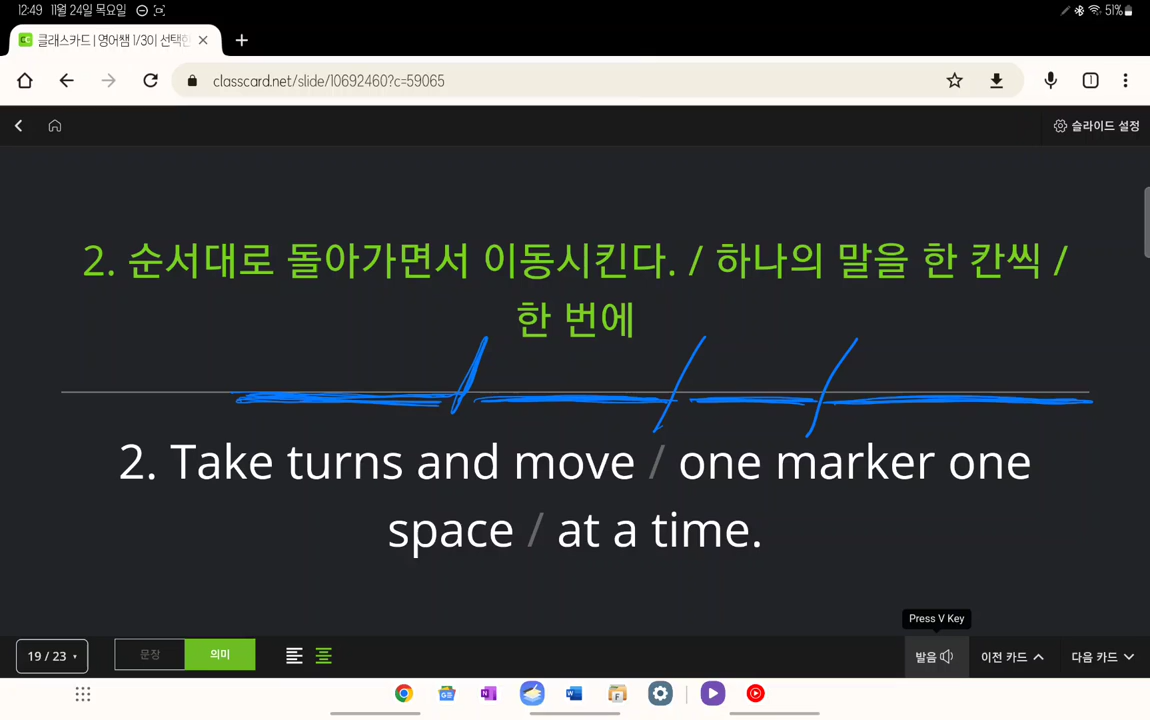 12:49 11월 24일 목요일 51%
클래스카드 | 영어쌤 1/3이 선택한
classcard.net/slide/10692460?c=59065
슬라이드 설정
2. 순서대로 돌아가면서 이동시킨다. / 하나의 말을 한 칸씩 /
한 번에
2. Take turns and move / one marker one
space / at a time.
Press V Key
19 / 23 문장 의미 발음 이전 카드 다음 카드